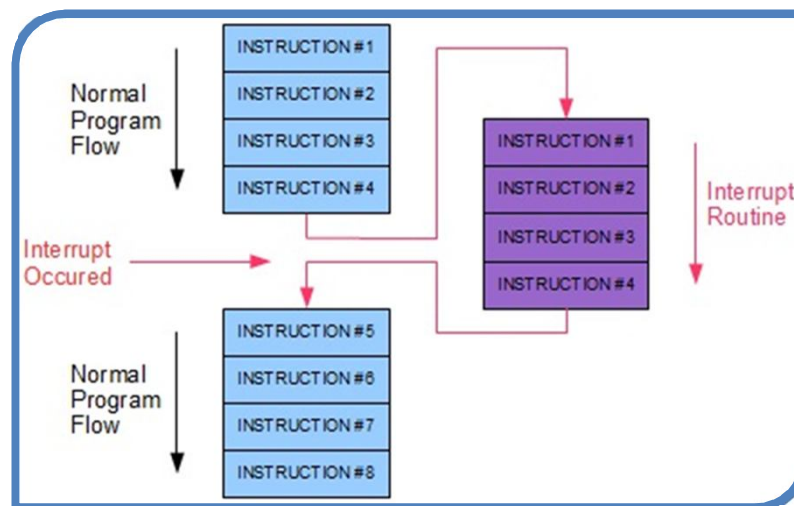 INSTRUCTION #1
INSTRUCTION #2
INSTRUCTION #3
INSTRUCTION #4
Normal
Program
Flow
INSTRUCTION #1
INSTRUCTION #2
INSTRUCTION #3
INSTRUCTION #4
Interrupt
Routine
Interrupt
Occured
INSTRUCTION #5
INSTRUCTION #6
INSTRUCTION #7
INSTRUCTION #8
Normal
Program
Flow